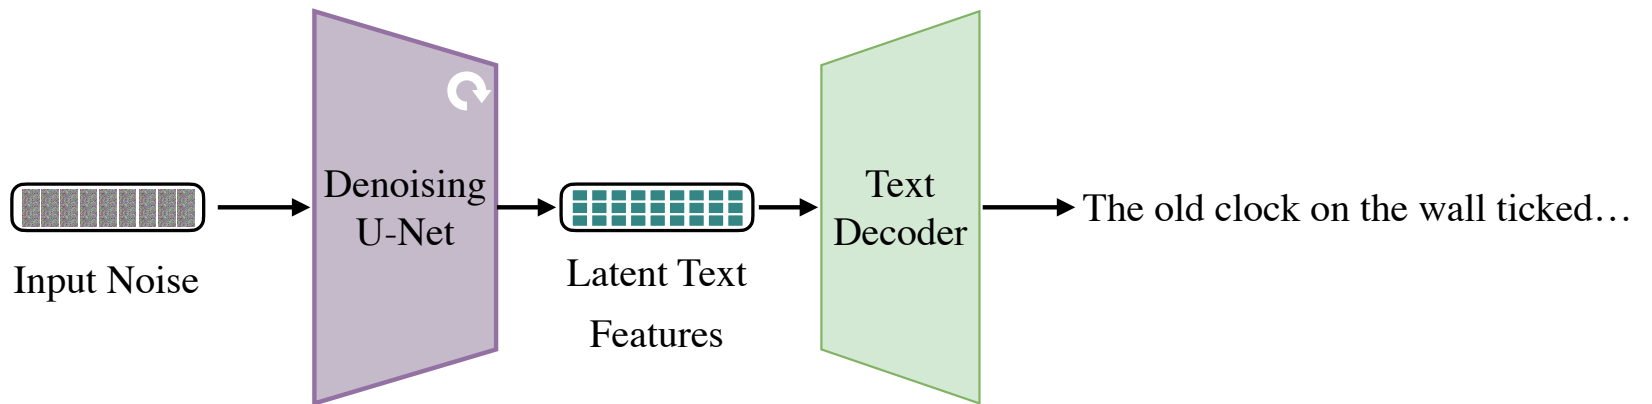 Input Noise
Denoising
U-Net
Latent Text
Features
Text
Decoder
The old clock on the wall ticked…